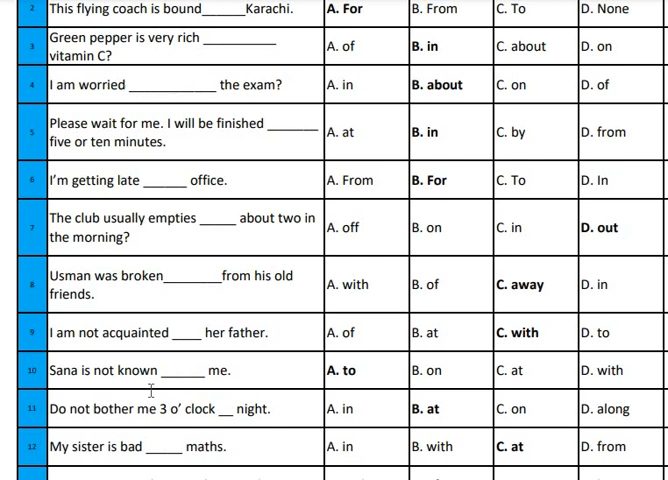 2 This flying coach is bound______Karachi. A. For B. From C. To D. None
3 Green pepper is very rich __________ A. of B. in C. about D. on
vitamin C?
4 I am worried ____________ the exam? A. in B. about C. on D. of
5 Please wait for me. I will be finished _______ A. at B. in C. by D. from
five or ten minutes.
6 I'm getting late ______ office. A. From B. For C. To D. In
7 The club usually empties _____ about two in A. off B. on C. in D. out
the morning?
8 Usman was broken________from his old A. with B. of C. away D. in
friends.
9 I am not acquainted ____ her father. A. of B. at C. with D. to
10 Sana is not known ______ me. A. to B. on C. at D. with
11 Do not bother me 3 o' clock __ night. A. in B. at C. on D. along
12 My sister is bad _____ maths. A. in B. with C. at D. from